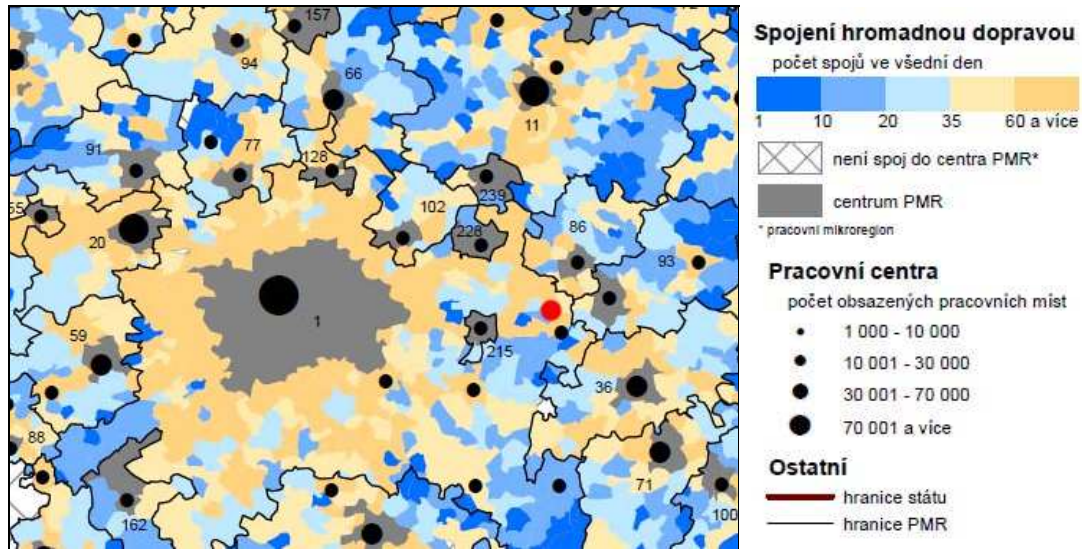 157
94
66
11
91
77
128
239
102
55
20
228
86
93
1
59
215
36
88
71
162
100
Spojení hromadnou dopravou
počet spojů ve všední den
1 10 20 35 60 a více
není spoj do centra PMR*
centrum PMR
* pracovní mikroregion
Pracovní centra
počet obsazených pracovních míst
1 000 - 10 000
10 001 - 30 000
30 001 - 70 000
70 001 a více
Ostatní
hranice státu
hranice PMR